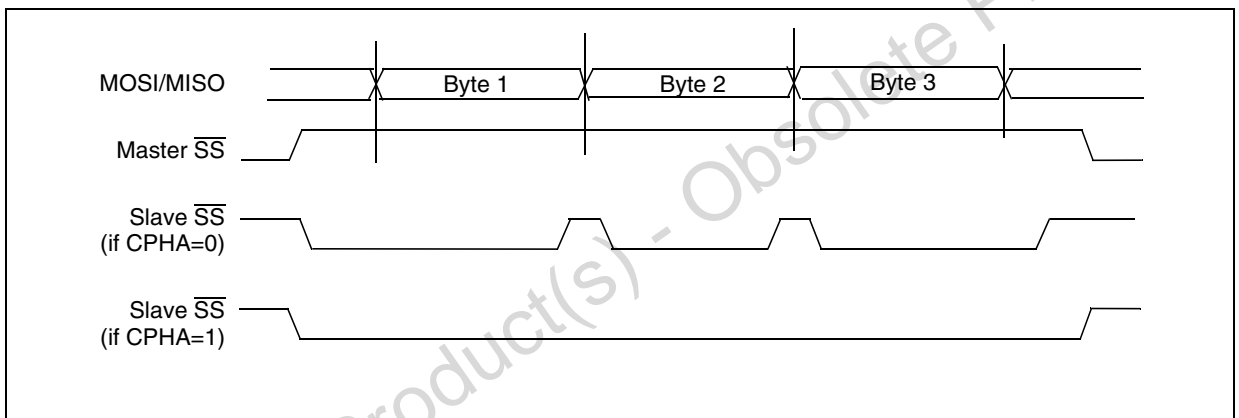 MOSI/MISO
Byte 1
Byte 2
Byte 3
Master SS
Slave SS
(if CPHA=0)
Slave SS
(if CPHA=1)
Product(s) - Obsolete